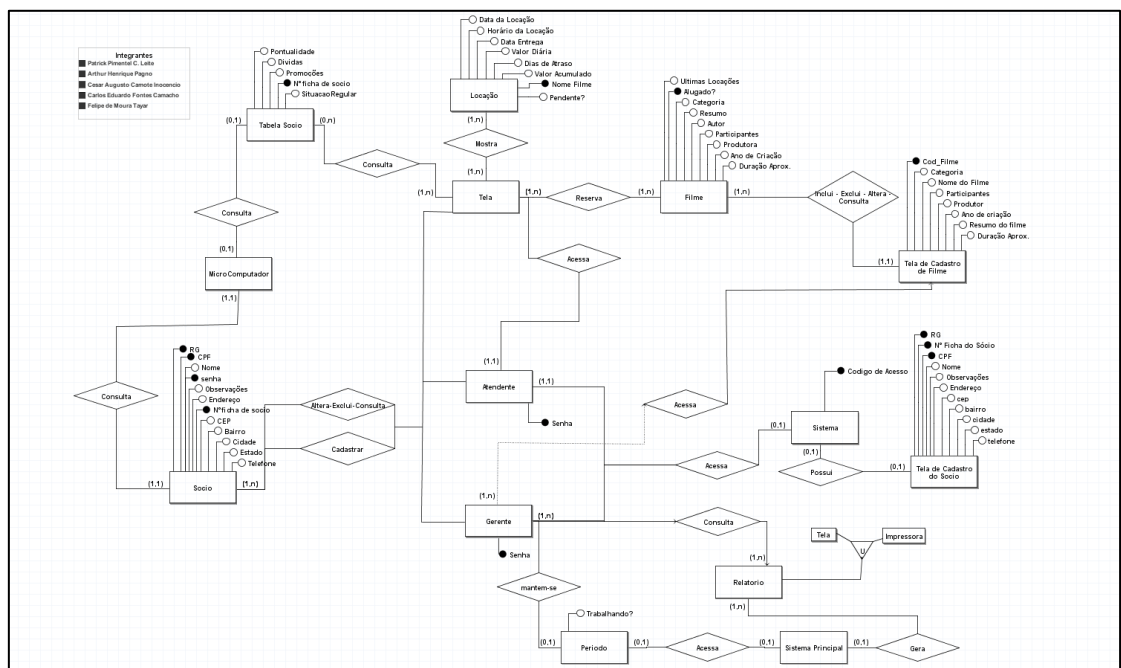 Integrantes
Patrick Pimentel C. Leite
Arthur Henrique Pagno
Cesar Augusto Camote Inocencio
Carlos Eduardo Fontes Camacho
Felipe de Moura Tayar
Pontualidade
Dividas
Promoções
Nº ficha de socio
SituacaoRegular
(0,1)
Tabela Socio
(0,n)
Data da Locação
Horário da Locação
Data Entrega
Valor Diária
Dias de Atraso
Valor Acumulado
Nome Filme
Pendente?
Locação
(1,n)
Mostra
(1,n)
Consulta
(1,n)
Tela
(1,n)
Reserva
(1,n)
Ultimas Locações
Alugado?
Categoria
Resumo
Autor
Participantes
Produtora
Ano de Criação
Duração Aprox.
Filme
(1,n)
Inclui - Exclui - Altera -
Consulta
Cod_Filme
Categoria
Nome do Filme
Participantes
Produtor
Ano de criação
Resumo do filme
Duração Aprox.
(1,1)
Tela de Cadastro
de Filme
Consulta
(0,1)
MicroComputador
(1,1)
Acessa
(1,1)
Atendente
(1,1)
Senha
Consulta
RG
CPF
Nome
senha
Observações
Endereço
Nºficha de socio
CEP
Bairro
Cidade
Estado
Telefone
(1,1)
Socio
(1,n)
Altera-Exclui-Consulta
Cadastrar
Acessa
Codigo de Acesso
(0,1)
Sistema
(0,1)
Acessa
Possui
(0,1)
RG
Nº Ficha do Sócio
CPF
Nome
Observações
Endereço
cep
bairro
cidade
estado
telefone
Tela de Cadastro
do Socio
(1,n)
Gerente
(1,n)
Senha
Consulta
(1,n)
Relatorio
(1,n)
Tela
U
Impressora
mantem-se
Trabalhando?
(0,1)
Periodo
(0,1)
Acessa
(0,1)
Sistema Principal
(0,1)
Gera